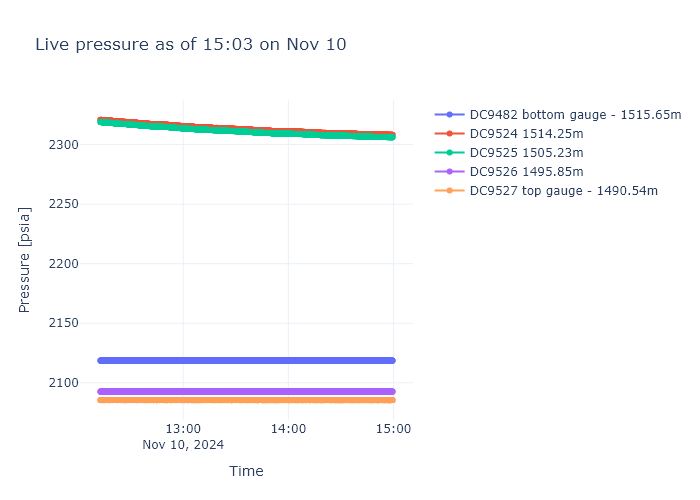 Live pressure as of 15:03 on Nov 10
DC9482 bottom gauge - 1515.65m
DC9524 1514.25m
DC9525 1505.23m
DC9526 1495.85m
DC9527 top gauge - 1490.54m
Pressure [psia]
2300
2250
2200
2150
2100
13:00 14:00 15:00
Nov 10, 2024
Time